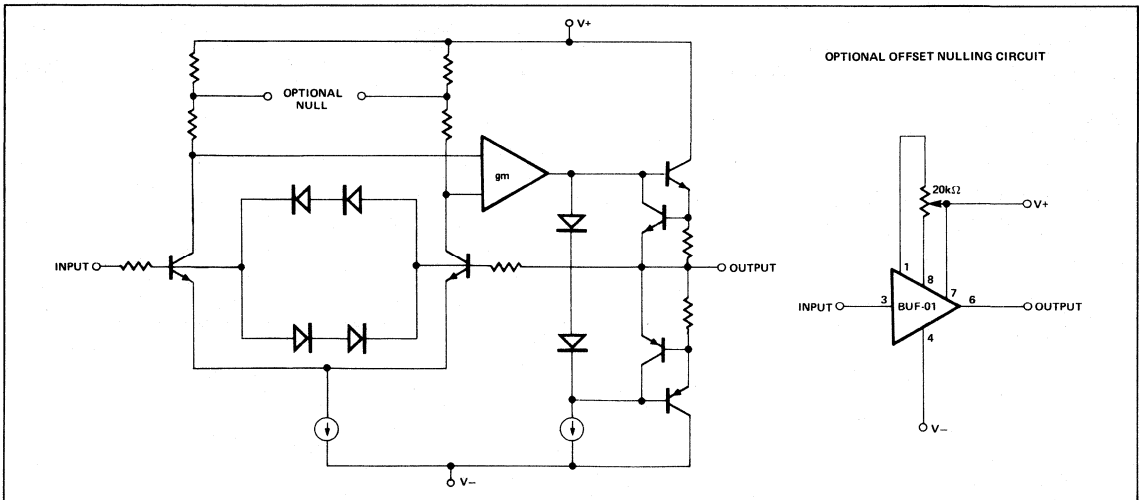 V+
OPTIONAL OFFSET NULLING CIRCUIT
OPTIONAL
NULL
gm
20kΩ
V+
INPUT
OUTPUT
1
8
7
INPUT
3
BUF-01
6
OUTPUT
4
V−
V−